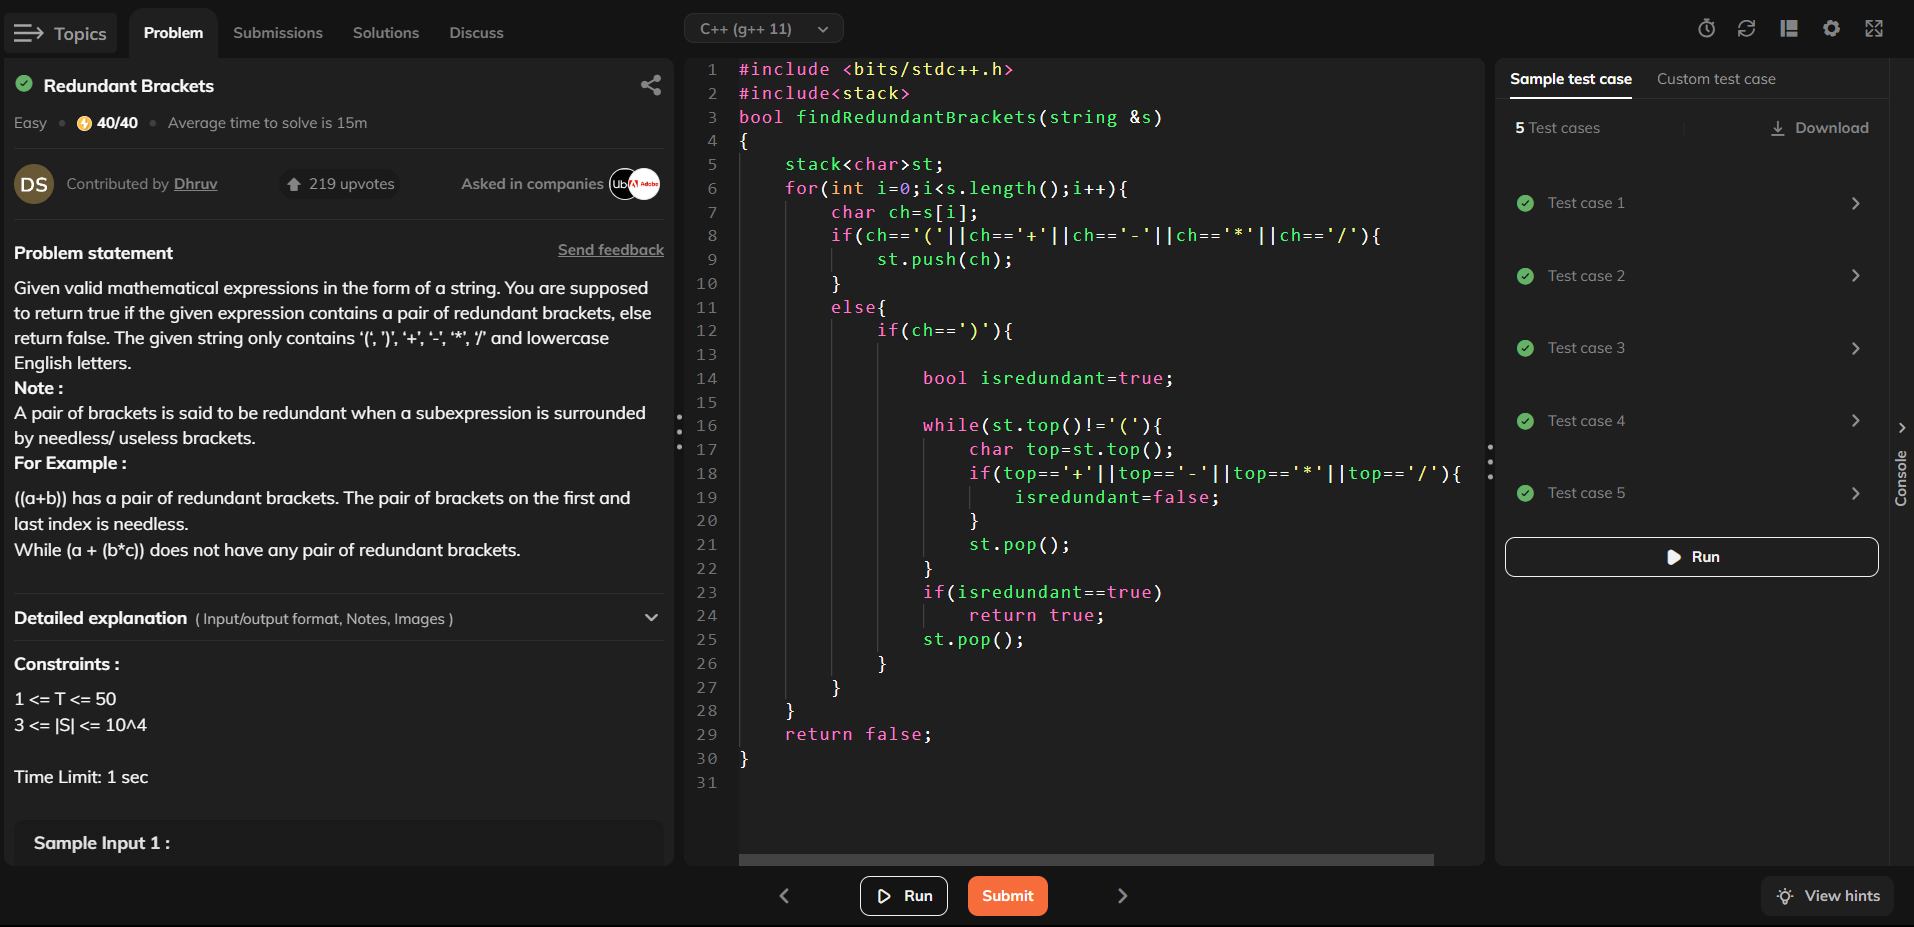 Topics
Problem
Submissions
Solutions
Discuss
C++ (g++ 11)
Redundant Brackets
Easy • 40/40 • Average time to solve is 15m
DS
Contributed by Dhruv
219 upvotes
Asked in companies
Ub
Adobe
Problem statement
Send feedback
Given valid mathematical expressions in the form of a string. You are supposed
to return true if the given expression contains a pair of redundant brackets, else
return false. The given string only contains ‘(‘, ’)’, ‘+’, ‘-’, ‘*’, ‘/’ and lowercase
English letters.
Note :
A pair of brackets is said to be redundant when a subexpression is surrounded
by needless/ useless brackets.
For Example :
((a+b)) has a pair of redundant brackets. The pair of brackets on the first and
last index is needless.
While (a + (b*c)) does not have any pair of redundant brackets.
Detailed explanation ( Input/output format, Notes, Images )
Constraints :
1 <= T <= 50
3 <= |S| <= 10^4
Time Limit: 1 sec
Sample Input 1 :
1 #include <bits/stdc++.h>
2 #include<stack>
3 bool findRedundantBrackets(string &s)
4 {
5     stack<char>st;
6     for(int i=0;i<s.length();i++){
7         char ch=s[i];
8         if(ch=='('||ch=='+'||ch=='-'||ch=='*'||ch=='/'){
9             st.push(ch);
10         }
11         else{
12             if(ch==')'){
13
14                 bool isredundant=true;
15
16                 while(st.top()!='('){
17                     char top=st.top();
18                     if(top=='+'||top=='-'||top=='*'||top=='/'){
19                         isredundant=false;
20                     }
21                     st.pop();
22                 }
23                 if(isredundant==true)
24                     return true;
25                 st.pop();
26             }
27         }
28     }
29     return false;
30 }
31
Sample test case
Custom test case
5 Test cases
Download
Test case 1
Test case 2
Test case 3
Test case 4
Test case 5
Run
Console
Run
Submit
View hints